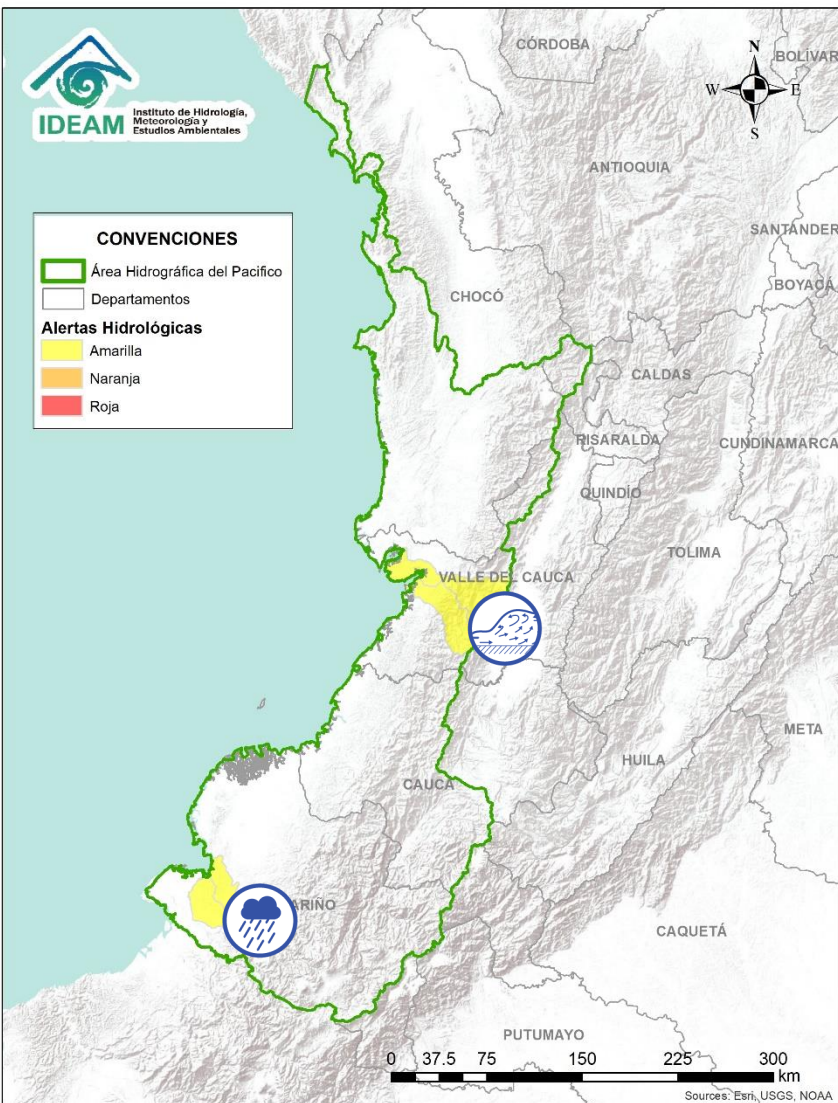 IDEAM
Instituto de Hidrología,
Meteorología y
Estudios Ambientales
CONVENCIONES
Área Hidrográfica del Pacifico
Departamentos
Alertas Hidrológicas
Amarilla
Naranja
Roja
N
W E
S
CÓRDOBA
BOLÍVAR
ANTIOQUIA
SANTANDER
BOYACÁ
CHOCÓ
CALDAS
RISARALDA
CUNDINAMARCA
QUINDÍO
TOLIMA
VALLE DEL CAUCA
META
HUILA
CAUCA
ARIÑO
CAQUETÁ
PUTUMAYO
0 37.5 75 150 225 300
km
Sources: Esri, USGS, NOAA